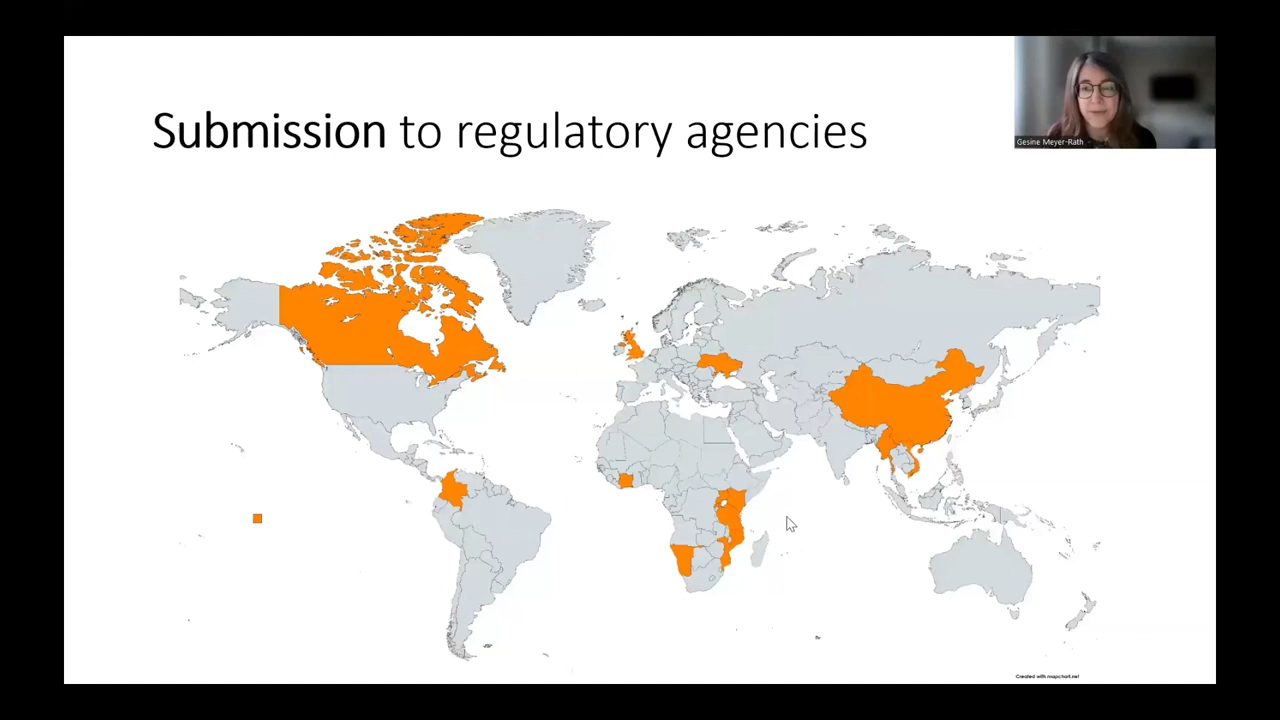 Submission to regulatory agencies
Gesine Meyer-Rath
Created with mapchart.net